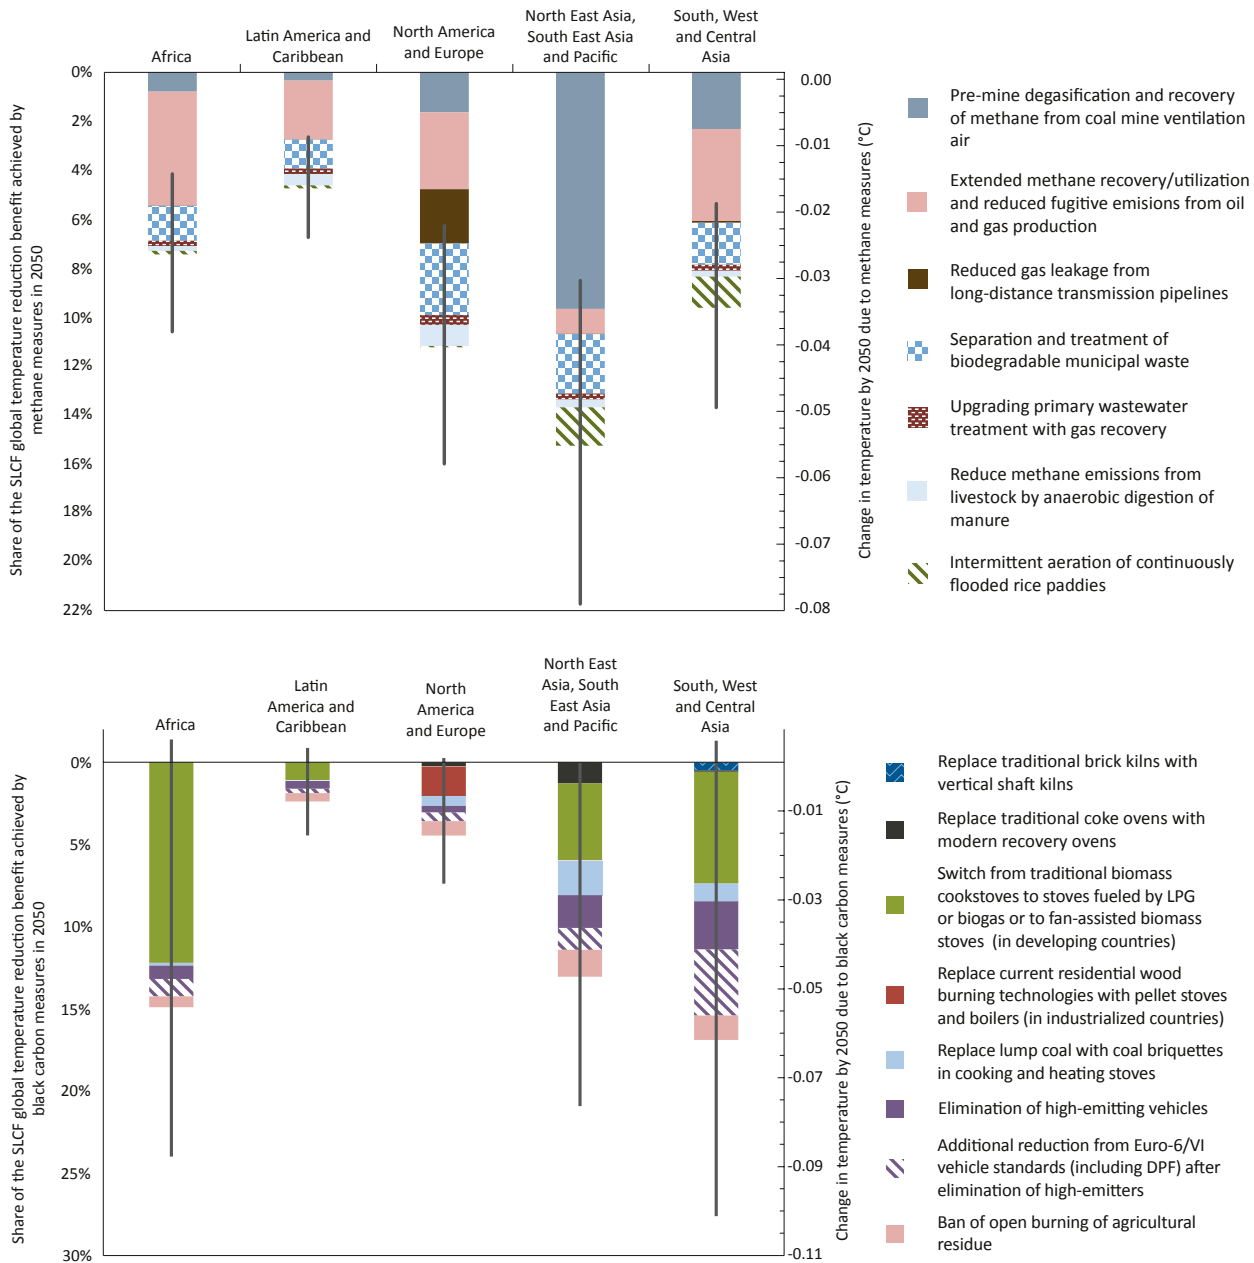 Africa
Latin America and
Caribbean
North America
and Europe
North East Asia,
South East Asia
and Pacific
South, West
and Central
Asia
Share of the SLCF global temperature reduction benefit achieved by
methane measures in 2050
0%
2%
4%
6%
8%
10%
12%
14%
16%
18%
20%
22%
0.00
-0.01
-0.02
-0.03
-0.04
-0.05
-0.06
-0.07
-0.08
Change in temperature by 2050 due to methane measures (°C)
Pre-mine degasification and recovery
of methane from coal mine ventilation
air
Extended methane recovery/utilization
and reduced fugitive emissions from oil
and gas production
Reduced gas leakage from
long-distance transmission pipelines
Separation and treatment of
biodegradable municipal waste
Upgrading primary wastewater
treatment with gas recovery
Reduce methane emissions from
livestock by anaerobic digestion of
manure
Intermittent aeration of continuously
flooded rice paddies
Africa
Latin
America and
Caribbean
North
America
and Europe
North East
Asia, South
East Asia
and Pacific
South, West
and Central
Asia
Share of the SLCF global temperature reduction benefit achieved by
black carbon measures in 2050
0%
5%
10%
15%
20%
25%
30%
-0.01
-0.03
-0.05
-0.07
-0.09
-0.11
Change in temperature by 2050 due to black carbon measures (°C)
Replace traditional brick kilns with
vertical shaft kilns
Replace traditional coke ovens with
modern recovery ovens
Switch from traditional biomass
cookstoves to stoves fueled by LPG
or biogas or to fan-assisted biomass
stoves (in developing countries)
Replace current residential wood
burning technologies with pellet stoves
and boilers (in industrialized countries)
Replace lump coal with coal briquettes
in cooking and heating stoves
Elimination of high-emitting vehicles
Additional reduction from Euro-6/VI
vehicle standards (including DPF) after
elimination of high-emitters
Ban of open burning of agricultural
residue